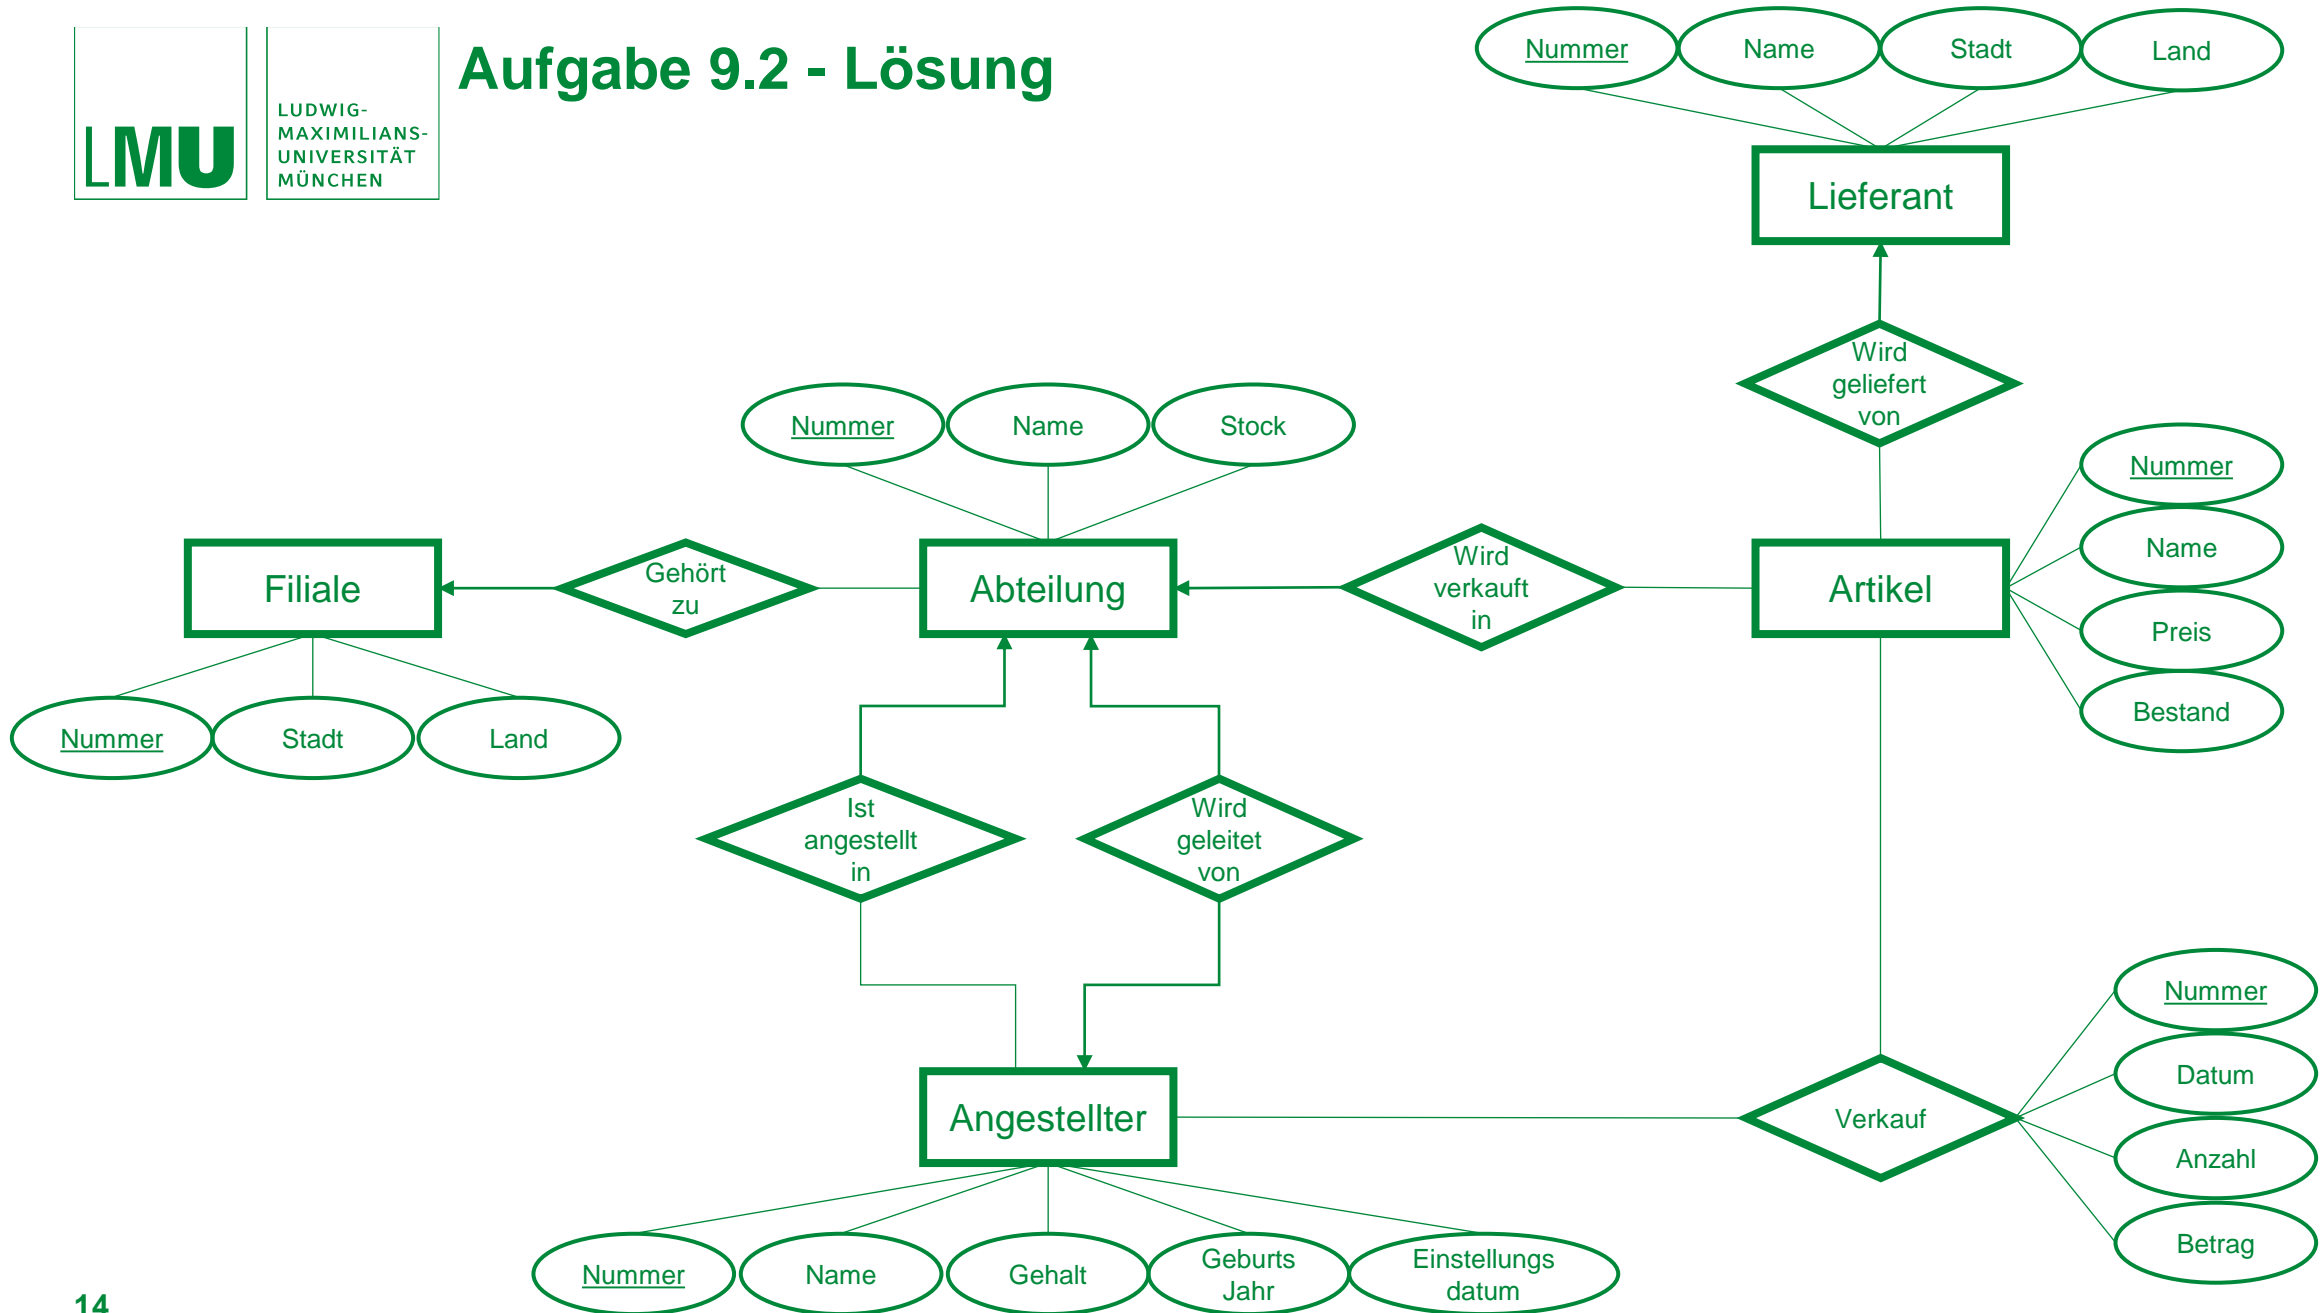 Aufgabe 9.2 - Lösung
LMU
LUDWIG-
MAXIMILIANS-
UNIVERSITÄT
MÜNCHEN
Nummer
Name
Stadt
Land
Lieferant
Wird
geliefert
von
Nummer
Name
Stock
Nummer
Name
Preis
Bestand
Filiale
Gehört
zu
Abteilung
Wird
verkauft
in
Artikel
Nummer
Stadt
Land
Ist
angestellt
in
Wird
geleitet
von
Angestellter
Verkauf
Nummer
Datum
Anzahl
Betrag
Nummer
Name
Gehalt
Geburts
Jahr
Einstellungs
datum
14